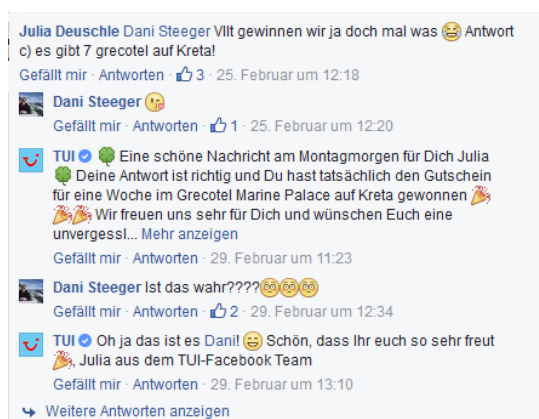 Julia Deuschle Dani Steeger Vllt gewinnen wir ja doch mal was 😂 Antwort
c) es gibt 7 grecotel auf Kreta!
Gefällt mir · Antworten · 3 · 25. Februar um 12:18
Dani Steeger 😘
Gefällt mir · Antworten · 1 · 25. Februar um 12:20
TUI 🍀 Eine schöne Nachricht am Montagmorgen für Dich Julia
🍀 Deine Antwort ist richtig und Du hast tatsächlich den Gutschein
für eine Woche im Grecotel Marine Palace auf Kreta gewonnen 🎉
🎉🎉 Wir freuen uns sehr für Dich und wünschen Euch eine
unvergessl... Mehr anzeigen
Gefällt mir · Antworten · 29. Februar um 11:23
Dani Steeger Ist das wahr????😳😳😳
Gefällt mir · Antworten · 2 · 29. Februar um 12:34
TUI Oh ja das ist es Dani! 😄 Schön, dass Ihr euch so sehr freut
🎉, Julia aus dem TUI-Facebook Team
Gefällt mir · Antworten · 29. Februar um 13:10
Weitere Antworten anzeigen